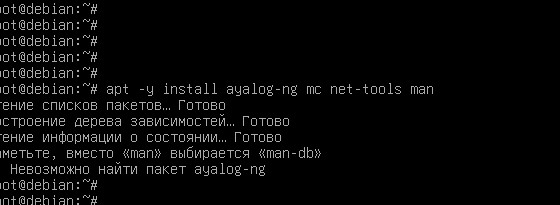 oot@debian:~#
oot@debian:~#
oot@debian:~#
oot@debian:~#
oot@debian:~#
oot@debian:~# apt -y install ayalog-ng mc net-tools man
тение списков пакетов… Готово
остроение дерева зависимостей… Готово
тение информации о состоянии… Готово
аметьте, вместо «man» выбирается «man-db»
Невозможно найти пакет ayalog-ng
oot@debian:~#
oot@debian:~#